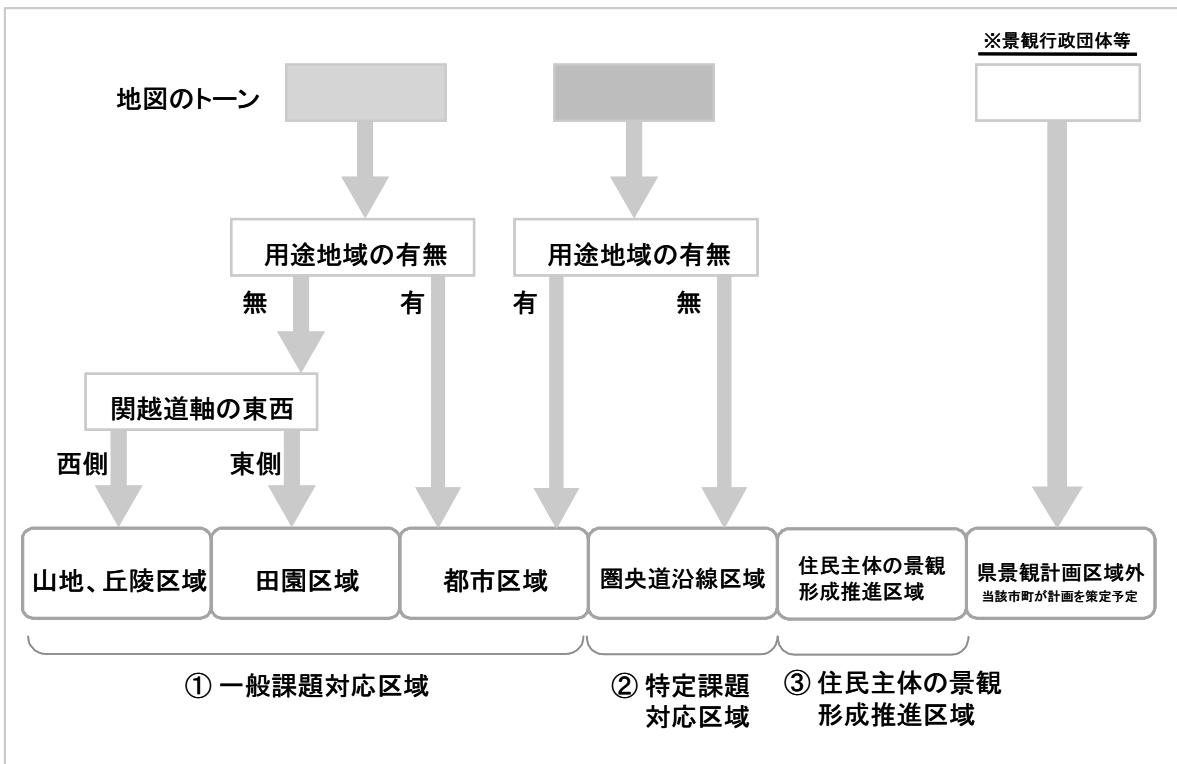 ※景観行政団体等
地図のトーン
用途地域の有無
用途地域の有無
無
有
有
無
関越道軸の東西
西側
東側
山地、丘陵区域
田園区域
都市区域
圏央道沿線区域
住民主体の景観
形成推進区域
県景観計画区域外
当該市町が計画を策定予定
① 一般課題対応区域
② 特定課題
対応区域
③ 住民主体の景観
形成推進区域